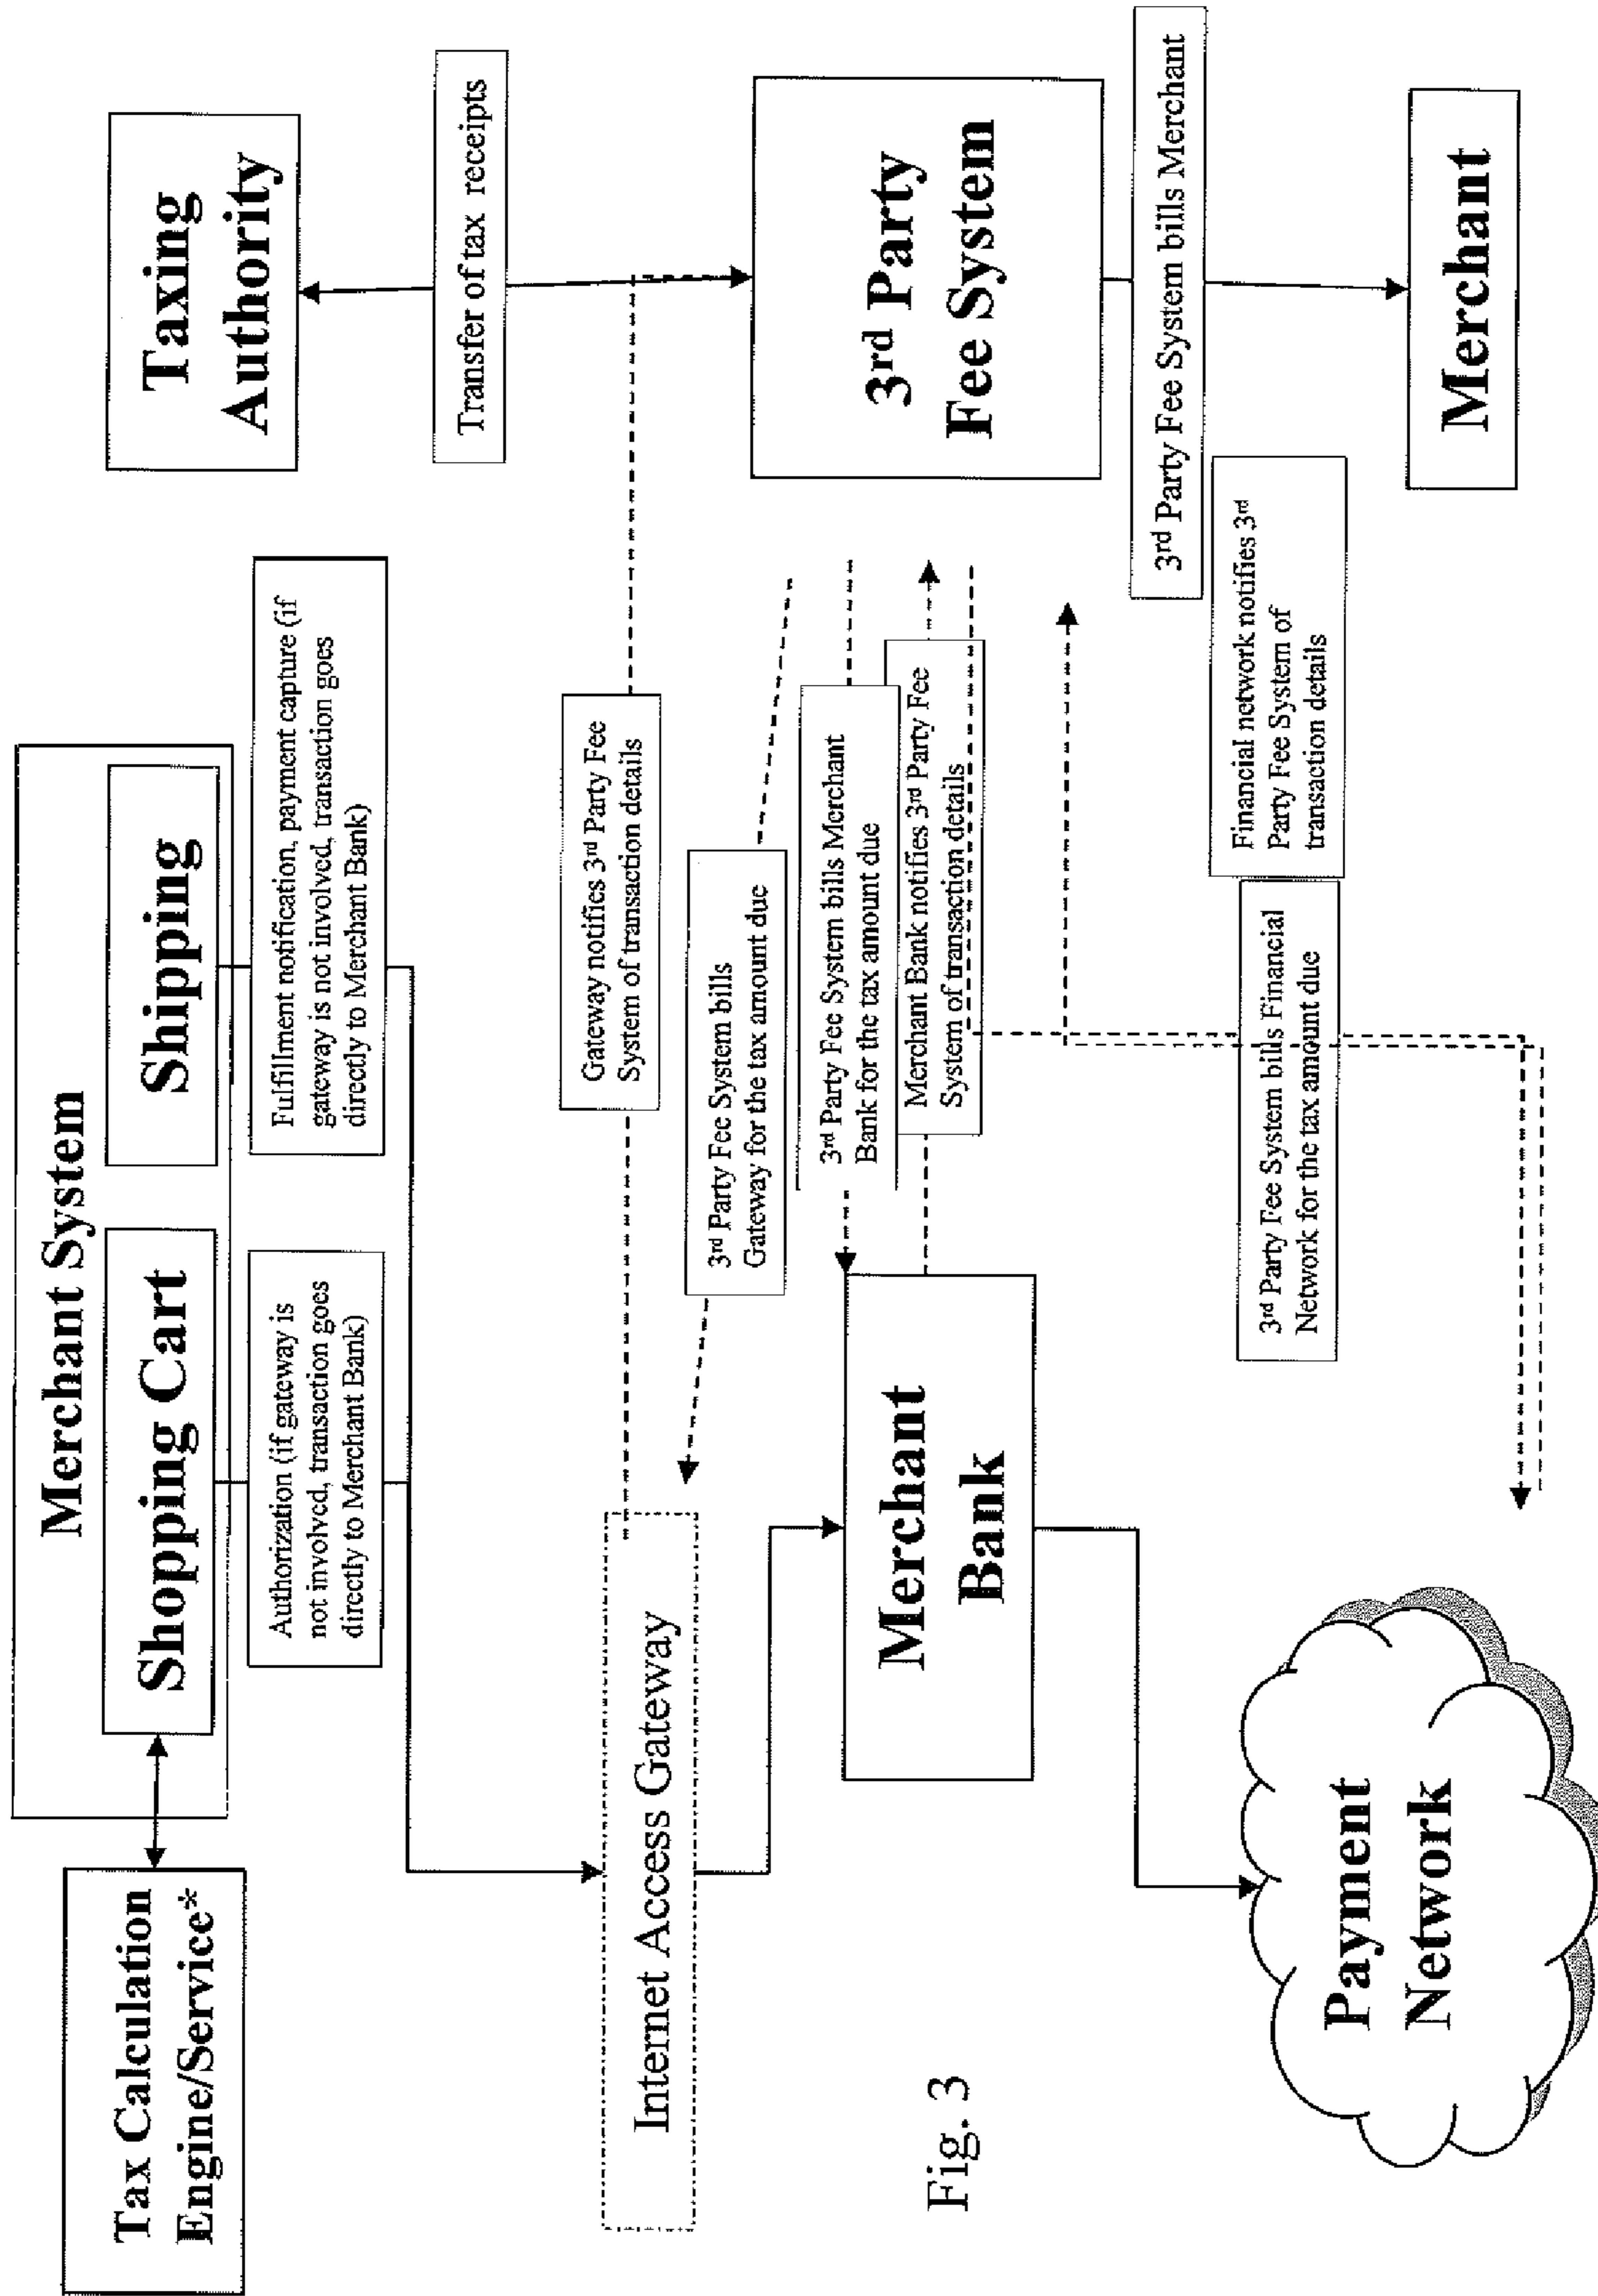 Merchant System
Tax Calculation
Engine/Service*
Shopping Cart
Shipping
Taxing
Authority
Authorization (if gateway is
not involved, transaction goes
directly to Merchant Bank)
Fulfillment notification, payment capture (if
gateway is not involved, transaction goes
directly to Merchant Bank)
Transfer of tax receipts
Internet Access Gateway
Gateway notifies 3rd Party Fee
System of transaction details
3rd Party Fee System bills
Gateway for the tax amount due
3rd Party Fee System bills Merchant
Bank for the tax amount due
Merchant Bank notifies 3rd Party Fee
System of transaction details
Merchant
Bank
3rd Party
Fee System
Fig. 3
3rd Party Fee System bills Merchant
Financial network notifies 3rd
Party Fee System of
transaction details
3rd Party Fee System bills Financial
Network for the tax amount due
Payment
Network
Merchant